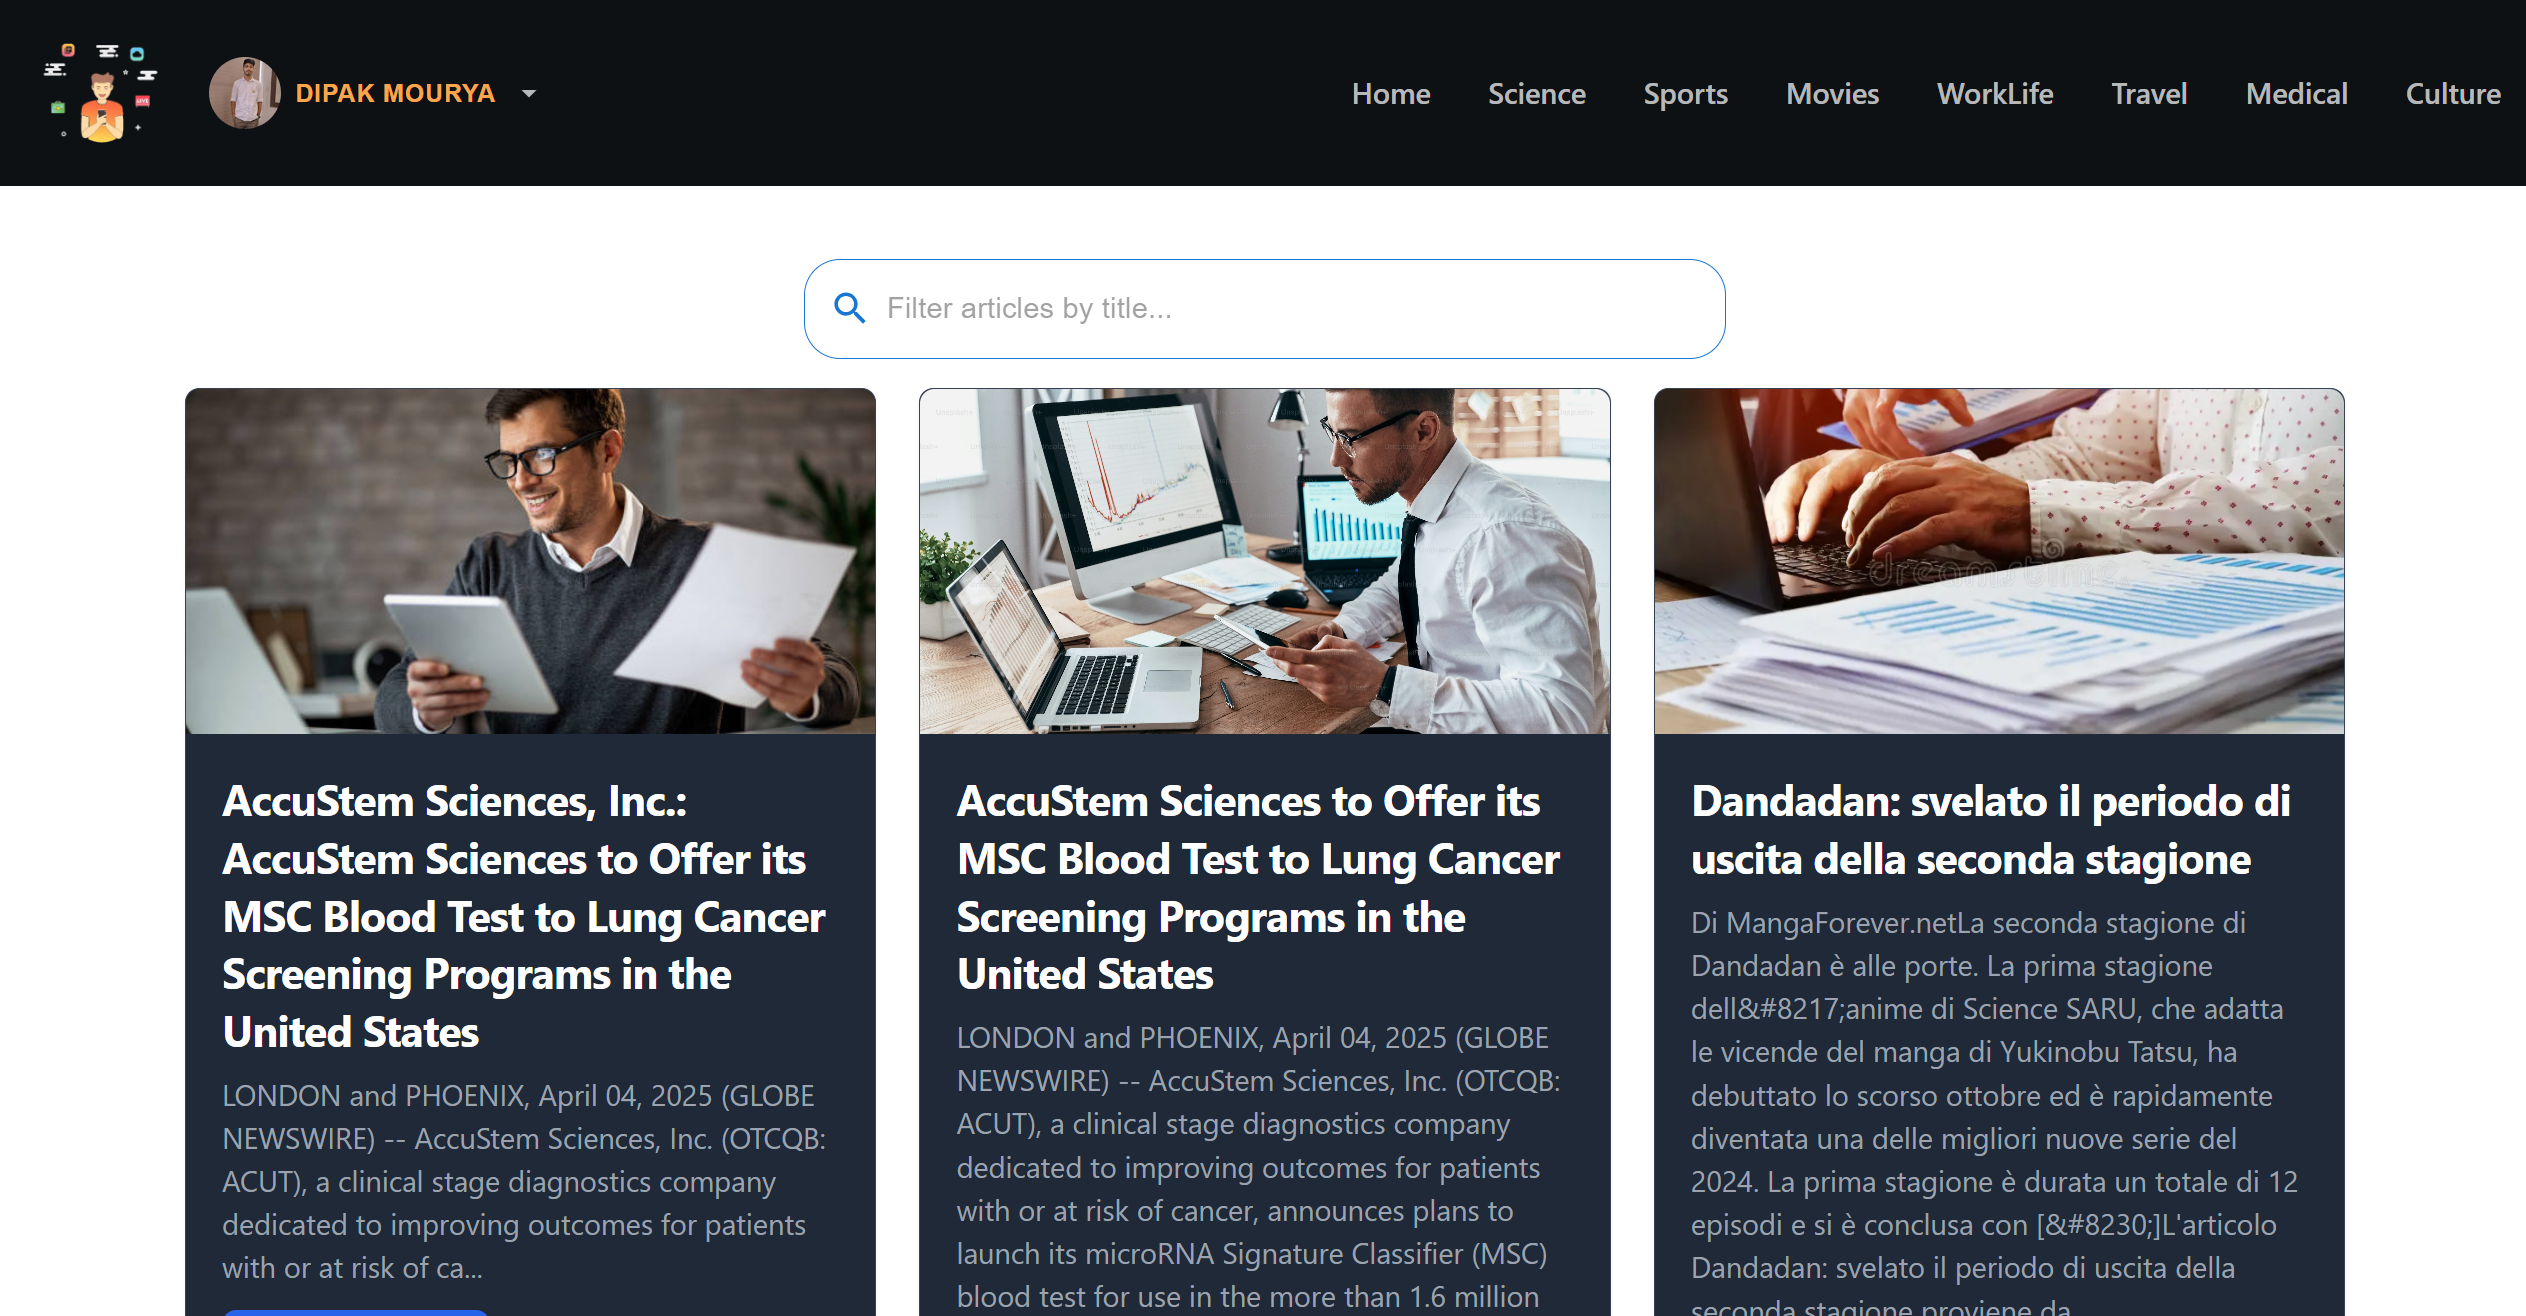 DIPAK MOURYA
Home Science Sports Movies WorkLife Travel Medical Culture
Filter articles by title...
AccuStem Sciences, Inc.:
AccuStem Sciences to Offer its
MSC Blood Test to Lung Cancer
Screening Programs in the
United States
LONDON and PHOENIX, April 04, 2025 (GLOBE
NEWSWIRE) -- AccuStem Sciences, Inc. (OTCQB:
ACUT), a clinical stage diagnostics company
dedicated to improving outcomes for patients
with or at risk of ca...
AccuStem Sciences to Offer its
MSC Blood Test to Lung Cancer
Screening Programs in the
United States
LONDON and PHOENIX, April 04, 2025 (GLOBE
NEWSWIRE) -- AccuStem Sciences, Inc. (OTCQB:
ACUT), a clinical stage diagnostics company
dedicated to improving outcomes for patients
with or at risk of cancer, announces plans to
launch its microRNA Signature Classifier (MSC)
blood test for use in the more than 1.6 million
dreamstime
Dandadan: svelato il periodo di
uscita della seconda stagione
Di MangaForever.netLa seconda stagione di
Dandadan è alle porte. La prima stagione
dell&#8217;anime di Science SARU, che adatta
le vicende del manga di Yukinobu Tatsu, ha
debuttato lo scorso ottobre ed è rapidamente
diventata una delle migliori nuove serie del
2024. La prima stagione è durata un totale di 12
episodi e si è conclusa con [&#8230;]L'articolo
Dandadan: svelato il periodo di uscita della
seconda stagione proviene da